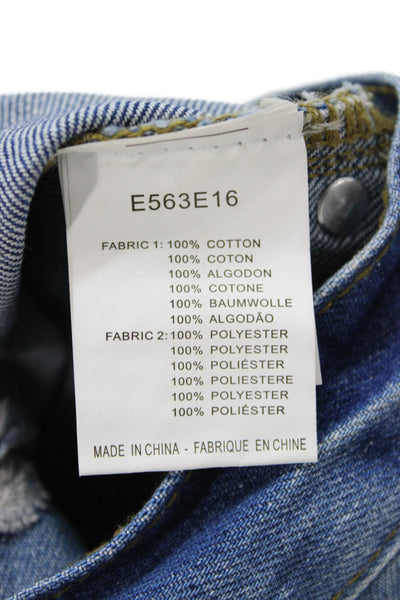 E563E16
FABRIC 1: 100% COTTON
100% COTON
100% ALGODON
100% COTONE
100% BAUMWOLLE
100% ALGODÃO
FABRIC 2: 100% POLYESTER
100% POLYESTER
100% POLIÉSTER
100% POLIESTERE
100% POLYESTER
100% POLIÉSTER
MADE IN CHINA - FABRIQUE EN CHINE